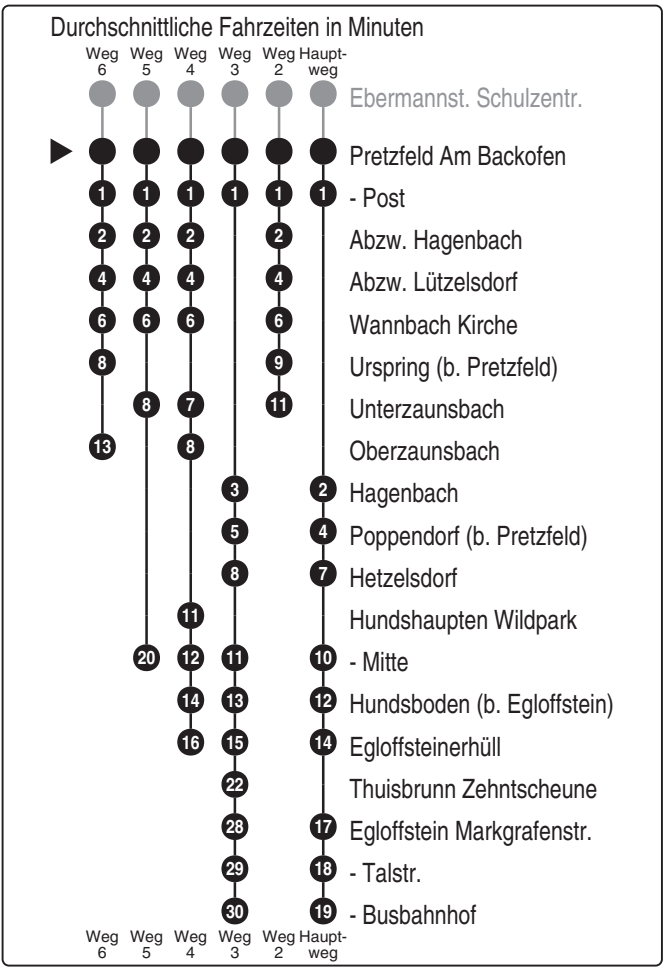 Durchschnittliche Fahrzeiten in Minuten
Weg Weg Weg Weg Weg Haupt-
6 5 4 3 2 weg
Ebermannst. Schulzentr.
Pretzfeld Am Backofen
1 1 1 1 1 1 - Post
2 2 2 2 Abzw. Hagenbach
4 4 4 4 Abzw. Lützelsdorf
6 6 6 6 Wannbach Kirche
8 9 Urspring (b. Pretzfeld)
8 7 11 Unterzaunsbach
13 8 Oberzaunsbach
3 2 Hagenbach
5 4 Poppendorf (b. Pretzfeld)
8 7 Hetzelsdorf
11 Hundshaupten Wildpark
20 12 11 10 - Mitte
14 13 12 Hundsboden (b. Egloffstein)
16 15 14 Egloffsteinerhüll
22 Thuisbrunn Zehntscheune
28 17 Egloffstein Markgrafenstr.
29 18 - Talstr.
30 19 - Busbahnhof
Weg Weg Weg Weg Weg Haupt-
6 5 4 3 2 weg